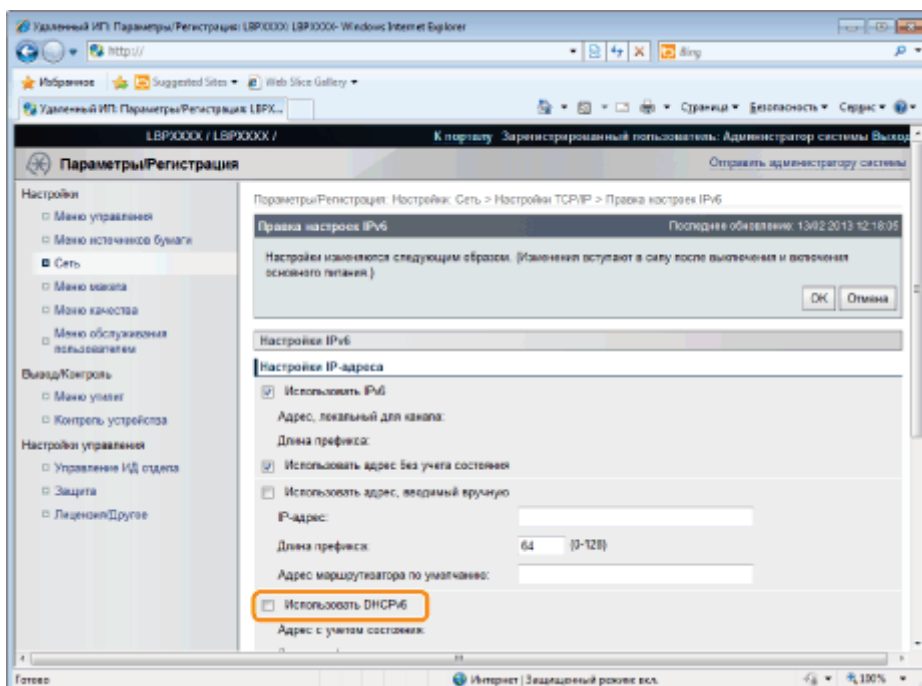 Удаленный ИП: Параметры/Регистрация: LBPXXXX: LBPXXXX- Windows Internet Explorer
http://
Bing
Избранное Suggested Sites Web Slice Gallery
Удаленный ИП: Параметры/Регистрация: LBPX...
Страница Безопасность Сервис
LBPXXXX / LBPXXXX /
К порталу Зарегистрированный пользователь: Администратор системы Выход
Параметры/Регистрация
Отправить администратору системы
Настройки
Меню управления
Меню источников бумаги
Сеть
Меню макета
Меню качества
Меню обслуживания
пользователем
Вывод/Контроль
Меню утилит
Контроль устройства
Настройки управления
Управление ИД отдела
Защита
Лицензия/Другое
Параметры/Регистрация: Настройки: Сеть > Настройки TCP/IP > Правка настроек IPv6
Правка настроек IPv6
Последнее обновление: 13/02 2013 12:18:05
Настройки изменяются следующим образом. (Изменения вступают в силу после выключения и включения
основного питания.)
OK Отмена
Настройки IPv6
Настройки IP-адреса
Использовать IPv6
Адрес, локальный для канала:
Длина префикса:
Использовать адрес без учета состояния
Использовать адрес, вводимый вручную
IP-адрес:
Длина префикса: 64 (0-128)
Адрес маршрутизатора по умолчанию:
Использовать DHCPv6
Адрес с учетом состояния:
Готово
Интернет | Защищенный режим: вкл.
100%